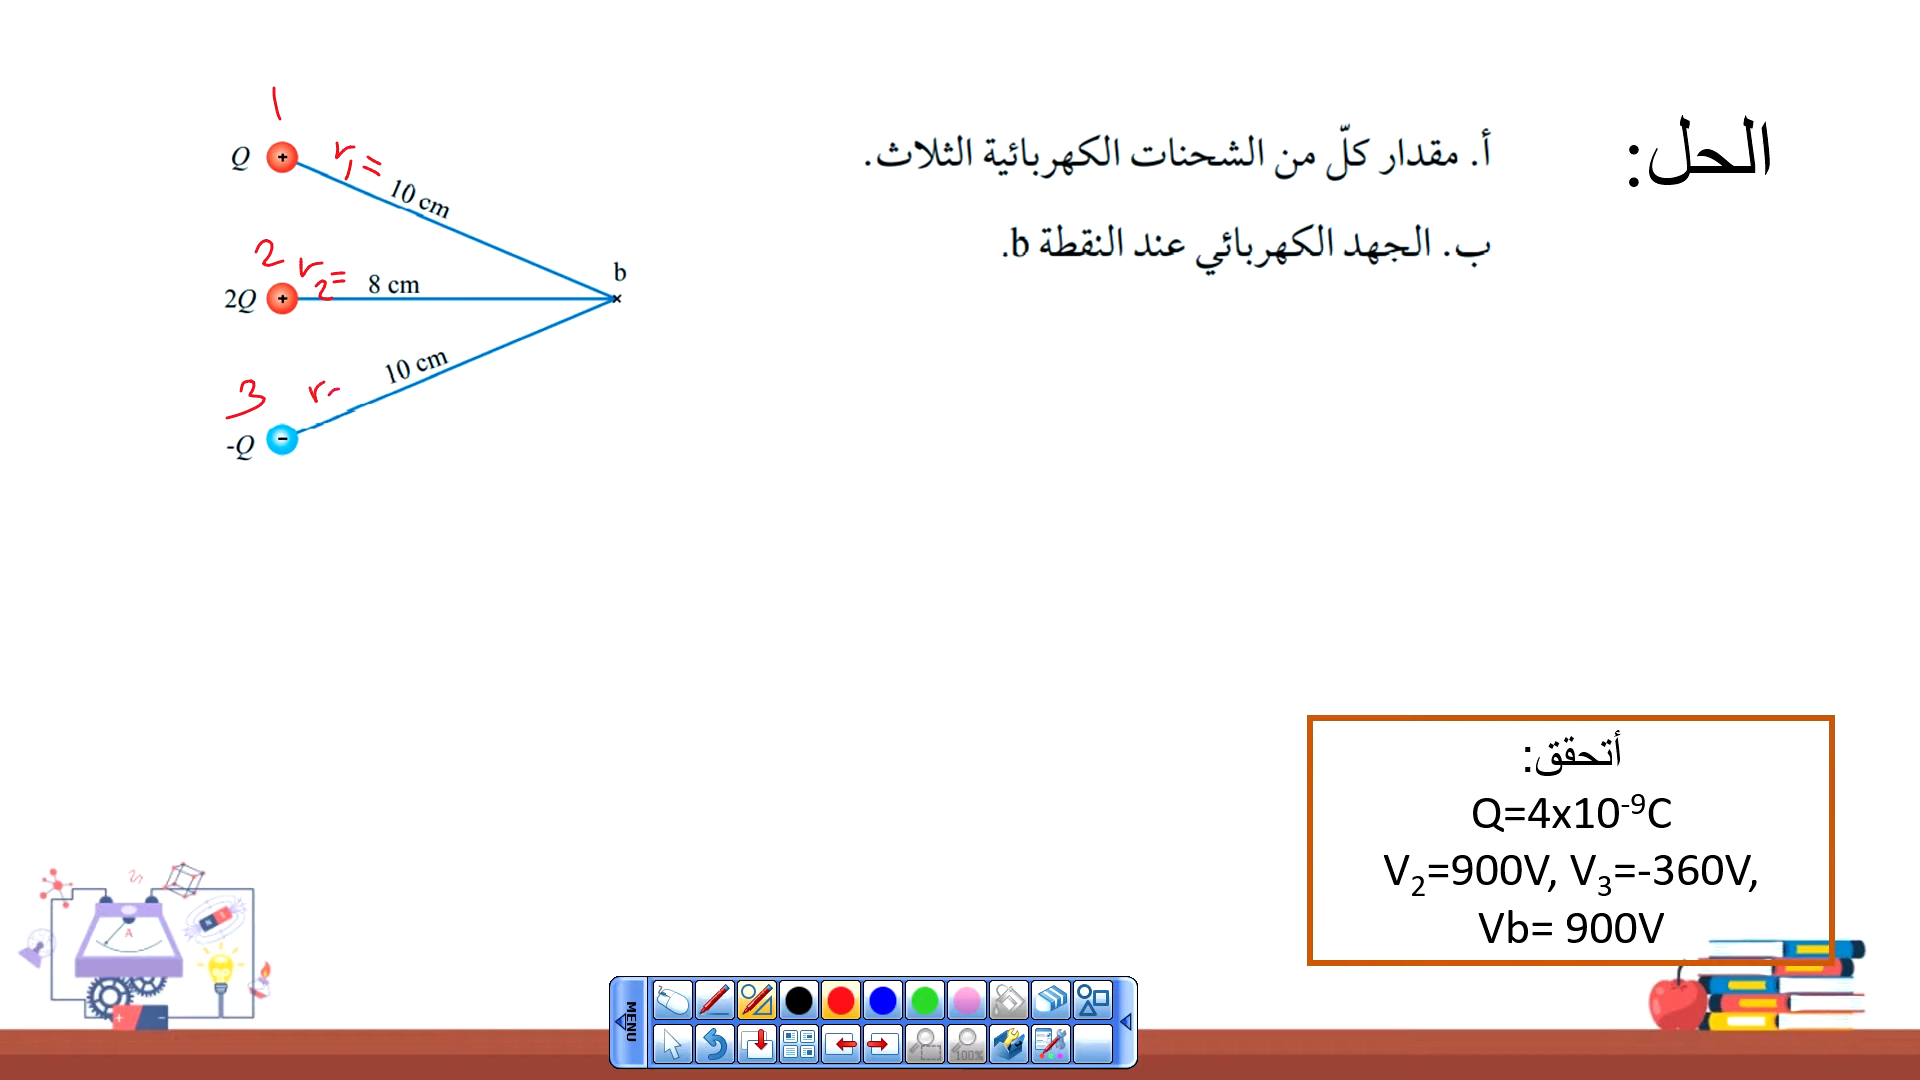 الحل:
أ. مقدار كلّ من الشحنات الكهربائية الثلاث.
ب. الجهد الكهربائي عند النقطة b.
1
Q + r₁ = 10 cm
2
2Q + r₂ = 8 cm b ×
3
-Q - r- 10 cm
أتحقق:
Q=4x10⁻⁹C
V₂=900V, V₃=-360V,
Vb= 900V
MENU
100%
A
N S
+ -